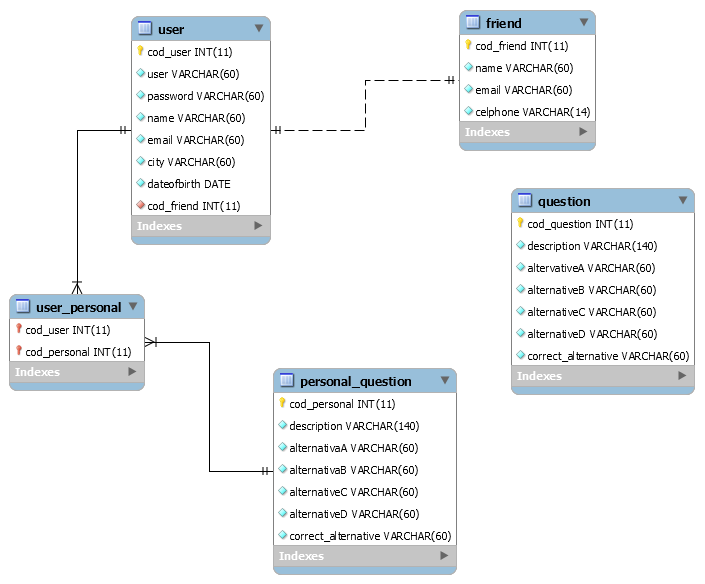 user
cod_user INT(11)
user VARCHAR(60)
password VARCHAR(60)
name VARCHAR(60)
email VARCHAR(60)
city VARCHAR(60)
dateofbirth DATE
cod_friend INT(11)
Indexes
friend
cod_friend INT(11)
name VARCHAR(60)
email VARCHAR(60)
celphone VARCHAR(14)
Indexes
question
cod_question INT(11)
description VARCHAR(140)
altervativeA VARCHAR(60)
alternativeB VARCHAR(60)
alternativeC VARCHAR(60)
alternativeD VARCHAR(60)
correct_alternative VARCHAR(60)
Indexes
user_personal
cod_user INT(11)
cod_personal INT(11)
Indexes
personal_question
cod_personal INT(11)
description VARCHAR(140)
alternativaA VARCHAR(60)
alternativaB VARCHAR(60)
alternativeC VARCHAR(60)
alternativeD VARCHAR(60)
correct_alternative VARCHAR(60)
Indexes